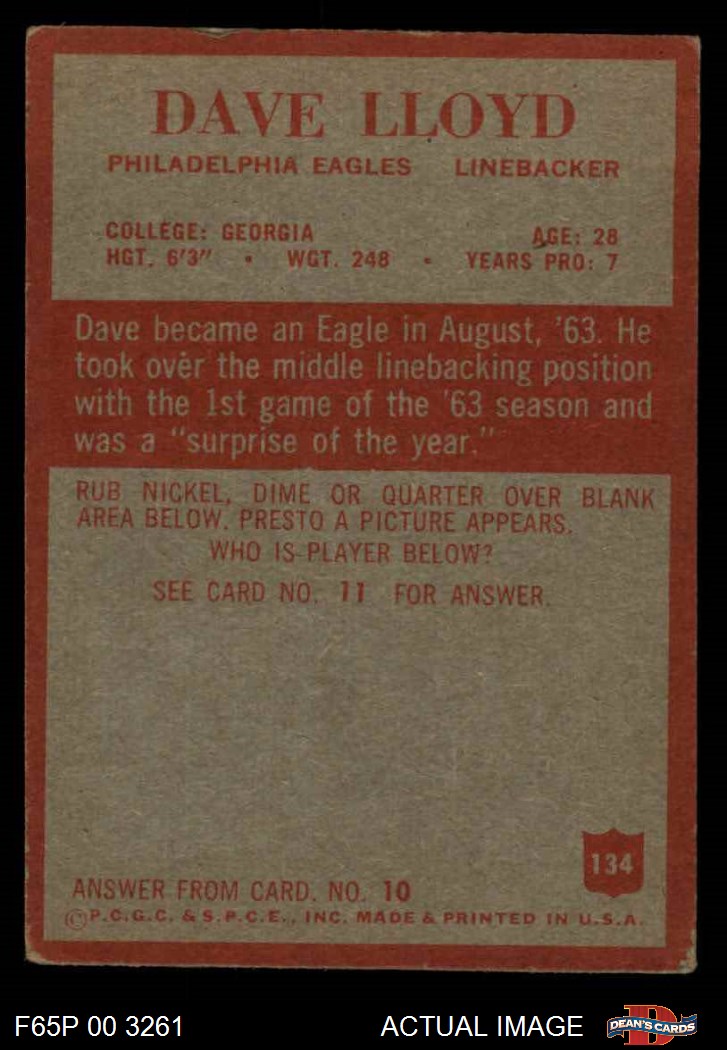 DAVE LLOYD
PHILADELPHIA EAGLES LINEBACKER
COLLEGE: GEORGIA AGE: 28
HGT. 6'3" • WGT. 248 • YEARS PRO: 7
Dave became an Eagle in August, '63. He
took over the middle linebacking position
with the 1st game of the '63 season and
was a "surprise of the year."
RUB NICKEL, DIME OR QUARTER OVER BLANK
AREA BELOW. PRESTO A PICTURE APPEARS.
WHO IS PLAYER BELOW?
SEE CARD NO. 11 FOR ANSWER.
134
ANSWER FROM CARD. NO. 10
©P.C.G.C. & S.P.C.E., INC. MADE & PRINTED IN U.S.A.
F65P 00 3261 ACTUAL IMAGE D DEAN'S CARDS